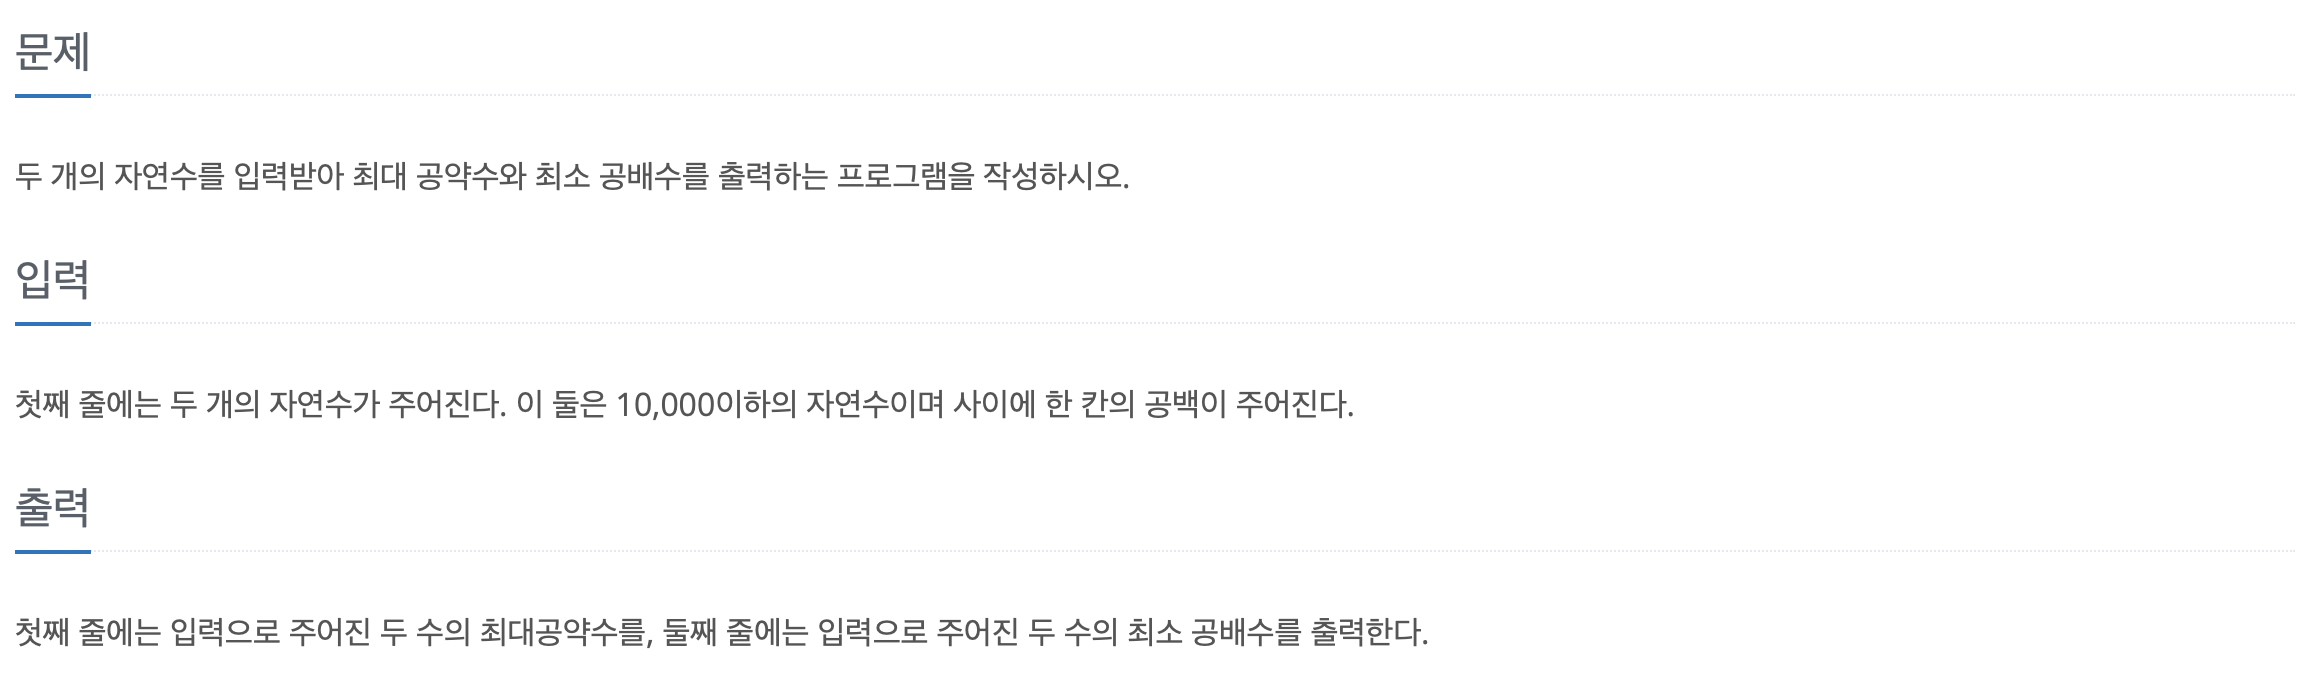 문제
두 개의 자연수를 입력받아 최대 공약수와 최소 공배수를 출력하는 프로그램을 작성하시오.
입력
첫째 줄에는 두 개의 자연수가 주어진다. 이 둘은 10,000이하의 자연수이며 사이에 한 칸의 공백이 주어진다.
출력
첫째 줄에는 입력으로 주어진 두 수의 최대공약수를, 둘째 줄에는 입력으로 주어진 두 수의 최소 공배수를 출력한다.